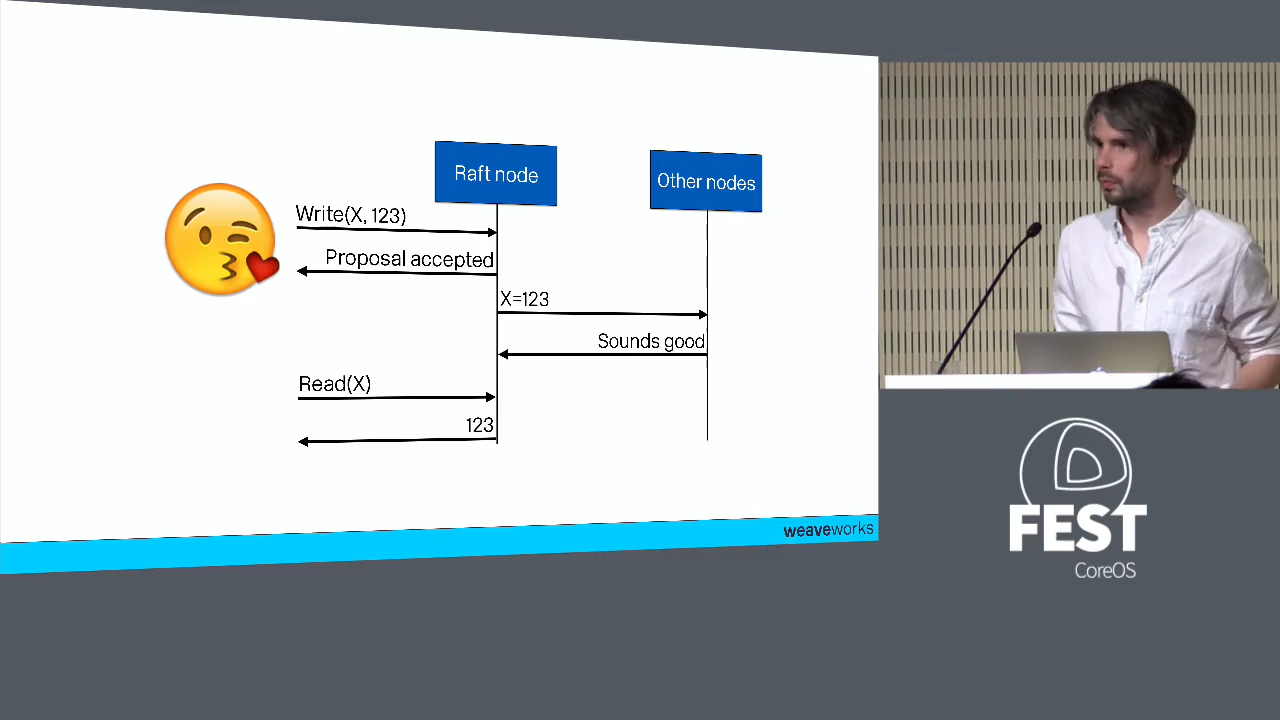 Raft node
Other nodes
Write(X, 123)
Proposal accepted
X=123
Sounds good
Read(X)
123
weaveworks
FEST
CoreOS